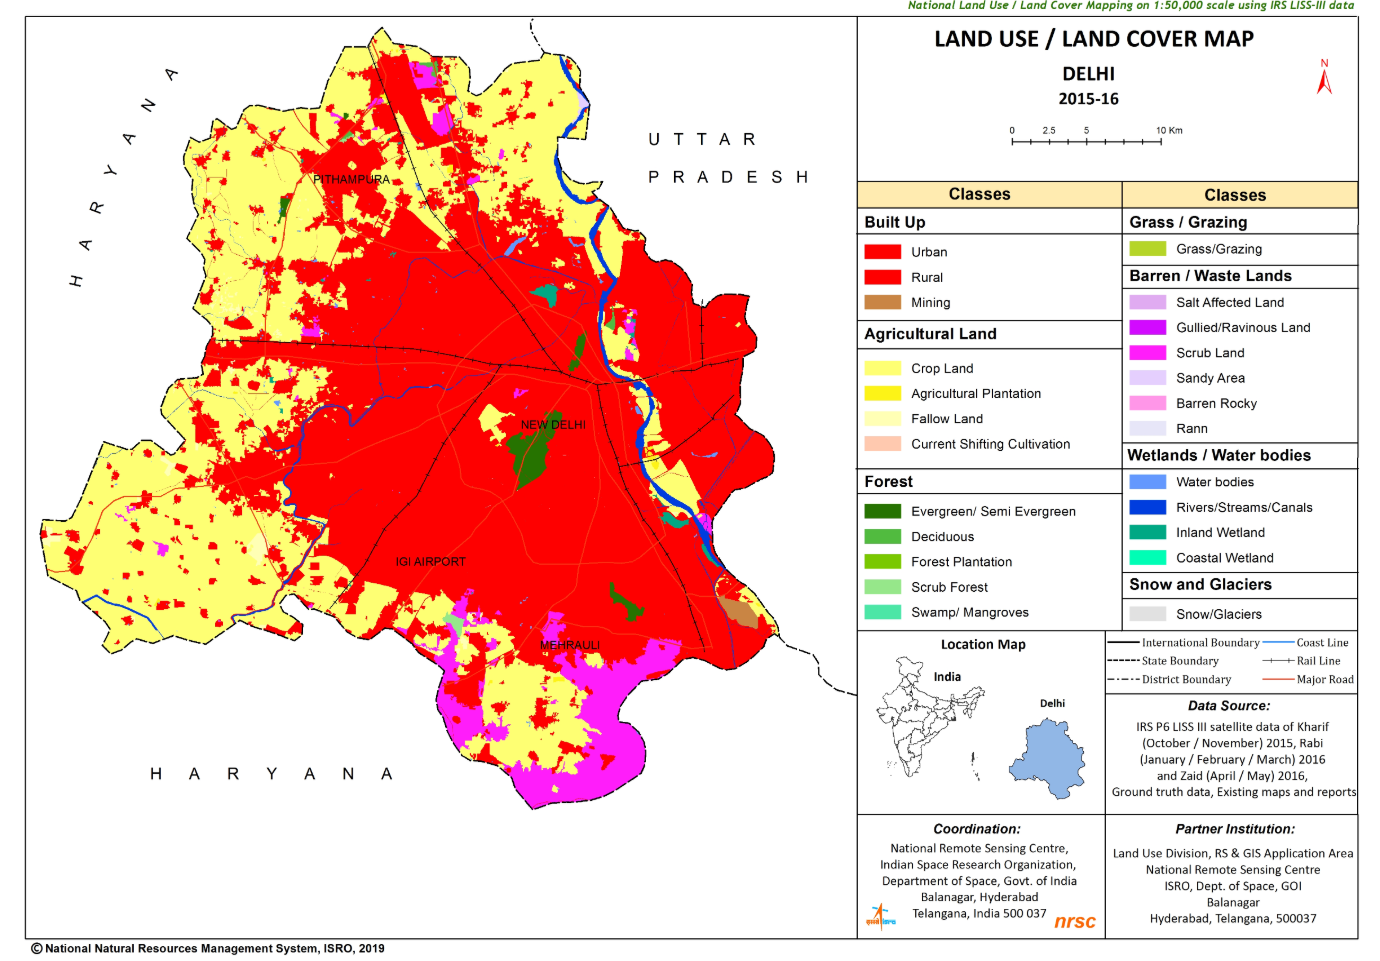 National Land Use / Land Cover Mapping on 1:50,000 scale using IRS LISS-III data
LAND USE / LAND COVER MAP
DELHI
2015-16
N
0 2.5 5 10 Km
HARYANA
UTTAR
PRADESH
PITHAMPURA
NEW DELHI
IGI AIRPORT
MEHRAULI
HARYANA
Classes
Built Up
Urban
Rural
Mining
Agricultural Land
Crop Land
Agricultural Plantation
Fallow Land
Current Shifting Cultivation
Forest
Evergreen/ Semi Evergreen
Deciduous
Forest Plantation
Scrub Forest
Swamp/ Mangroves
Classes
Grass / Grazing
Grass/Grazing
Barren / Waste Lands
Salt Affected Land
Gullied/Ravinous Land
Scrub Land
Sandy Area
Barren Rocky
Rann
Wetlands / Water bodies
Water bodies
Rivers/Streams/Canals
Inland Wetland
Coastal Wetland
Snow and Glaciers
Snow/Glaciers
Location Map
India
Delhi
International Boundary
Coast Line
State Boundary
Rail Line
District Boundary
Major Road
Data Source:
IRS P6 LISS III satellite data of Kharif
(October / November) 2015, Rabi
(January / February / March) 2016
and Zaid (April / May) 2016,
Ground truth data, Existing maps and reports
Coordination:
National Remote Sensing Centre,
Indian Space Research Organization,
Department of Space, Govt. of India
Balanagar, Hyderabad
Telangana, India 500 037
nrsc
Partner Institution:
Land Use Division, RS & GIS Application Area
National Remote Sensing Centre
ISRO, Dept. of Space, GOI
Balanagar
Hyderabad, Telangana, 500037
© National Natural Resources Management System, ISRO, 2019